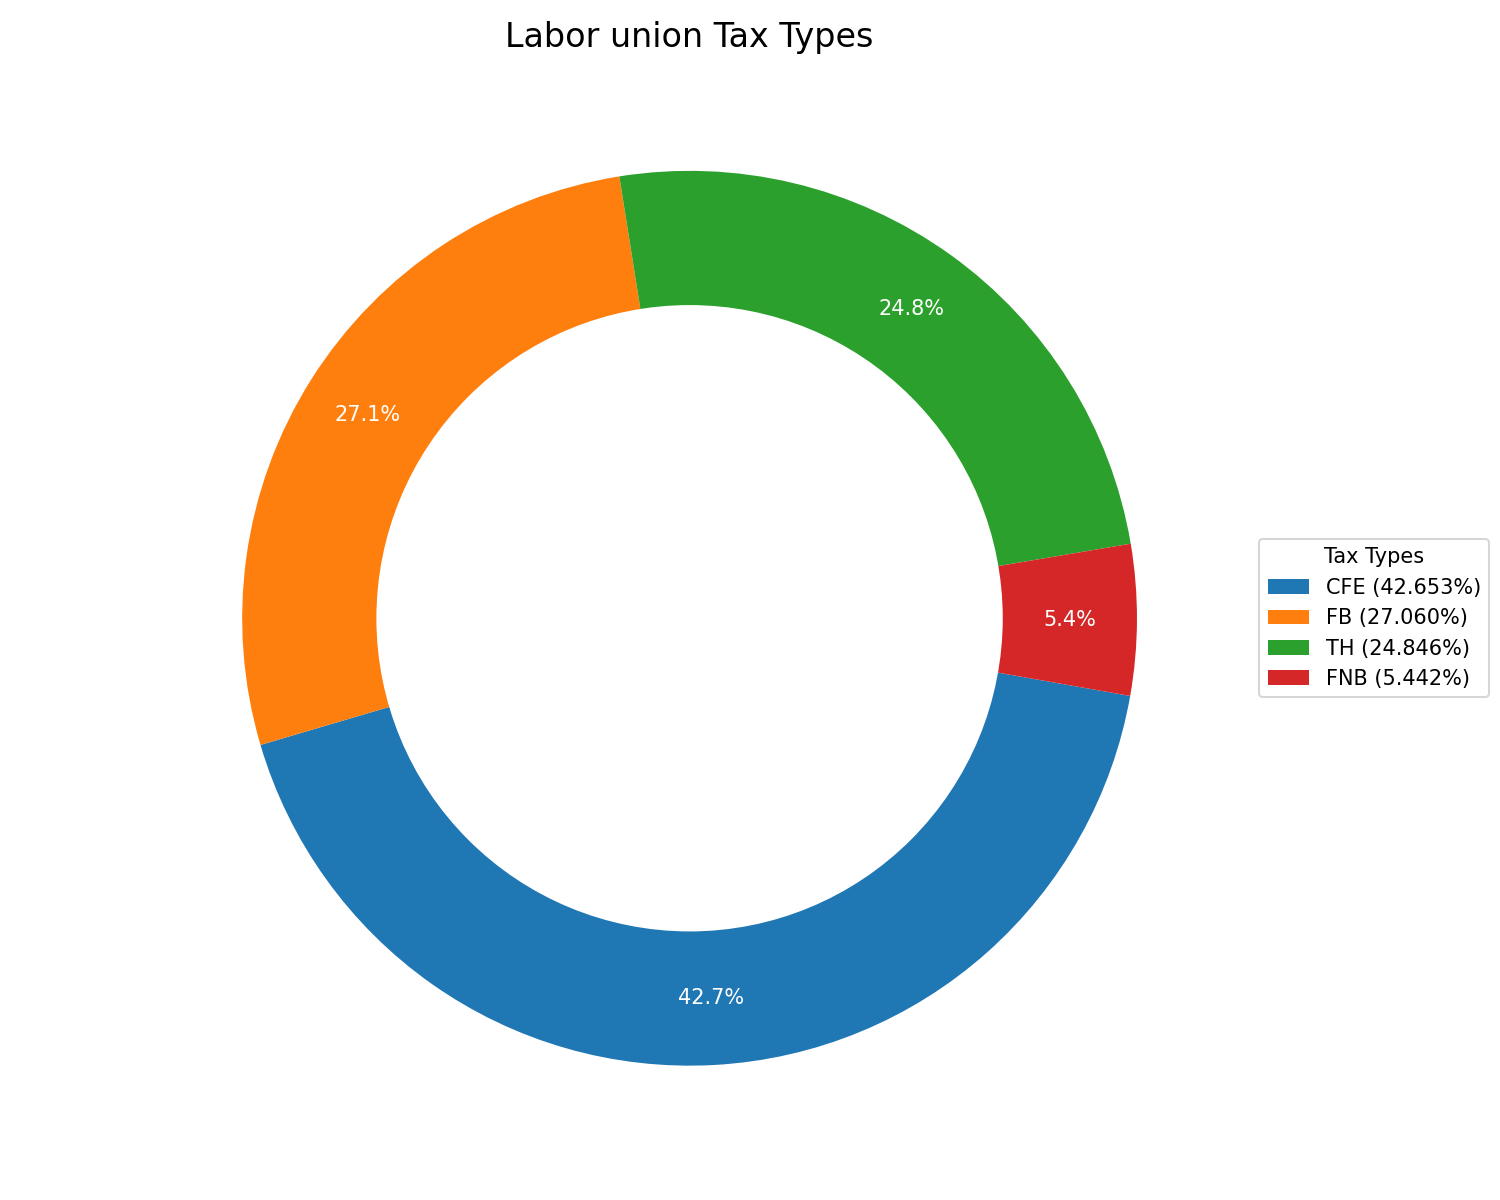 Labor union Tax Types
24.8%
27.1%
5.4%
42.7%
Tax Types
CFE (42.653%)
FB (27.060%)
TH (24.846%)
FNB (5.442%)